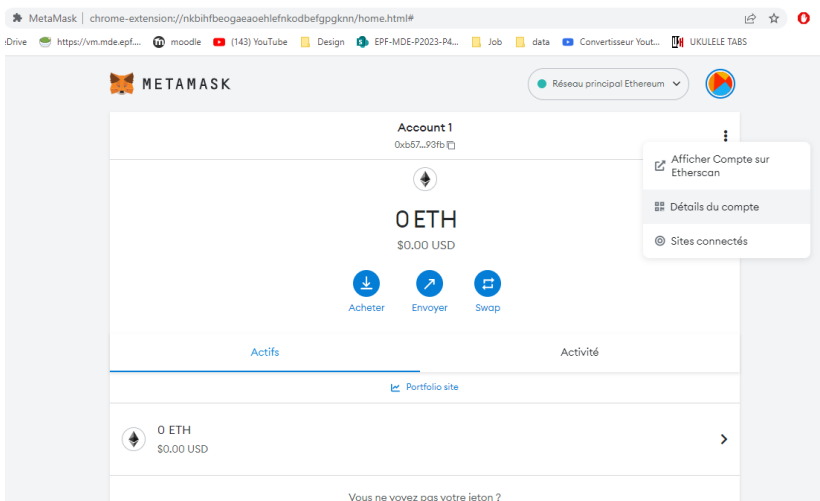 MetaMask | chrome-extension://nkbihfbeogaeaoehlefnkodbefgpgknn/home.html#
eDrive https://vm.mde.epf.... moodle (143) YouTube Design EPF-MDE-P2023-P4... Job data Convertisseur Yout... UKULELE TABS
METAMASK
Réseau principal Ethereum
Account 1
0xb57...93fb
Afficher Compte sur
Etherscan
Détails du compte
Sites connectés
0 ETH
$0.00 USD
Acheter Envoyer Swap
Actifs Activité
Portfolio site
0 ETH
$0.00 USD
Vous ne voyez pas votre jeton ?